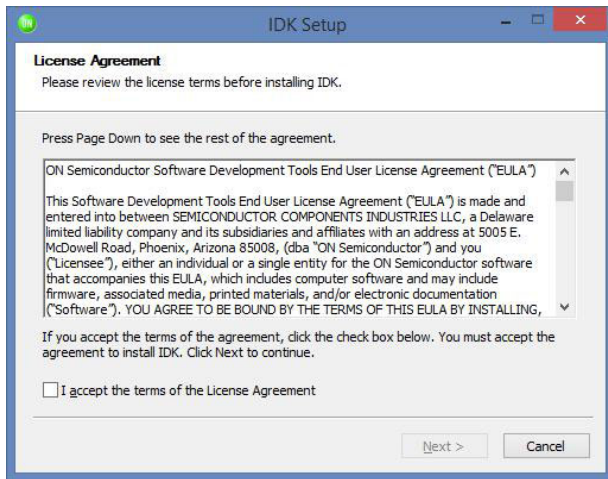 ON
IDK Setup
License Agreement
Please review the license terms before installing IDK.
Press Page Down to see the rest of the agreement.
ON Semiconductor Software Development Tools End User License Agreement ("EULA")
This Software Development Tools End User License Agreement ("EULA") is made and
entered into between SEMICONDUCTOR COMPONENTS INDUSTRIES LLC, a Delaware
limited liability company and its subsidiaries and affiliates with an address at 5005 E.
McDowell Road, Phoenix, Arizona 85008, (dba "ON Semiconductor") and you
("Licensee"), either an individual or a single entity for the ON Semiconductor software
that accompanies this EULA, which includes computer software and may include
firmware, associated media, printed materials, and/or electronic documentation
("Software"). YOU AGREE TO BE BOUND BY THE TERMS OF THIS EULA BY INSTALLING,
If you accept the terms of the agreement, click the check box below. You must accept the
agreement to install IDK. Click Next to continue.
I accept the terms of the License Agreement
Next >
Cancel